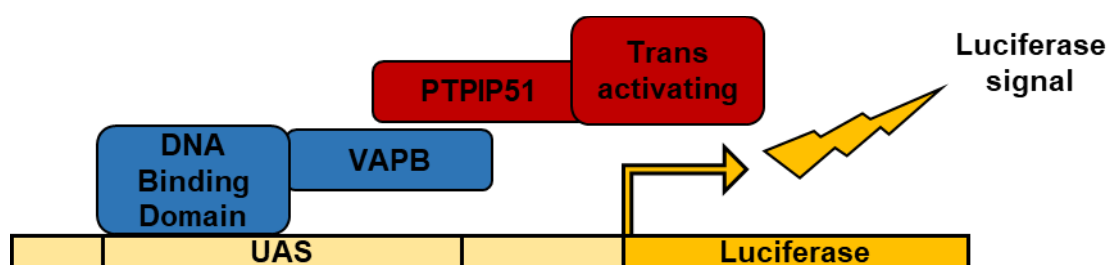 Trans
activating
PTPIP51
Luciferase
signal
DNA
Binding
Domain
VAPB
UAS
Luciferase